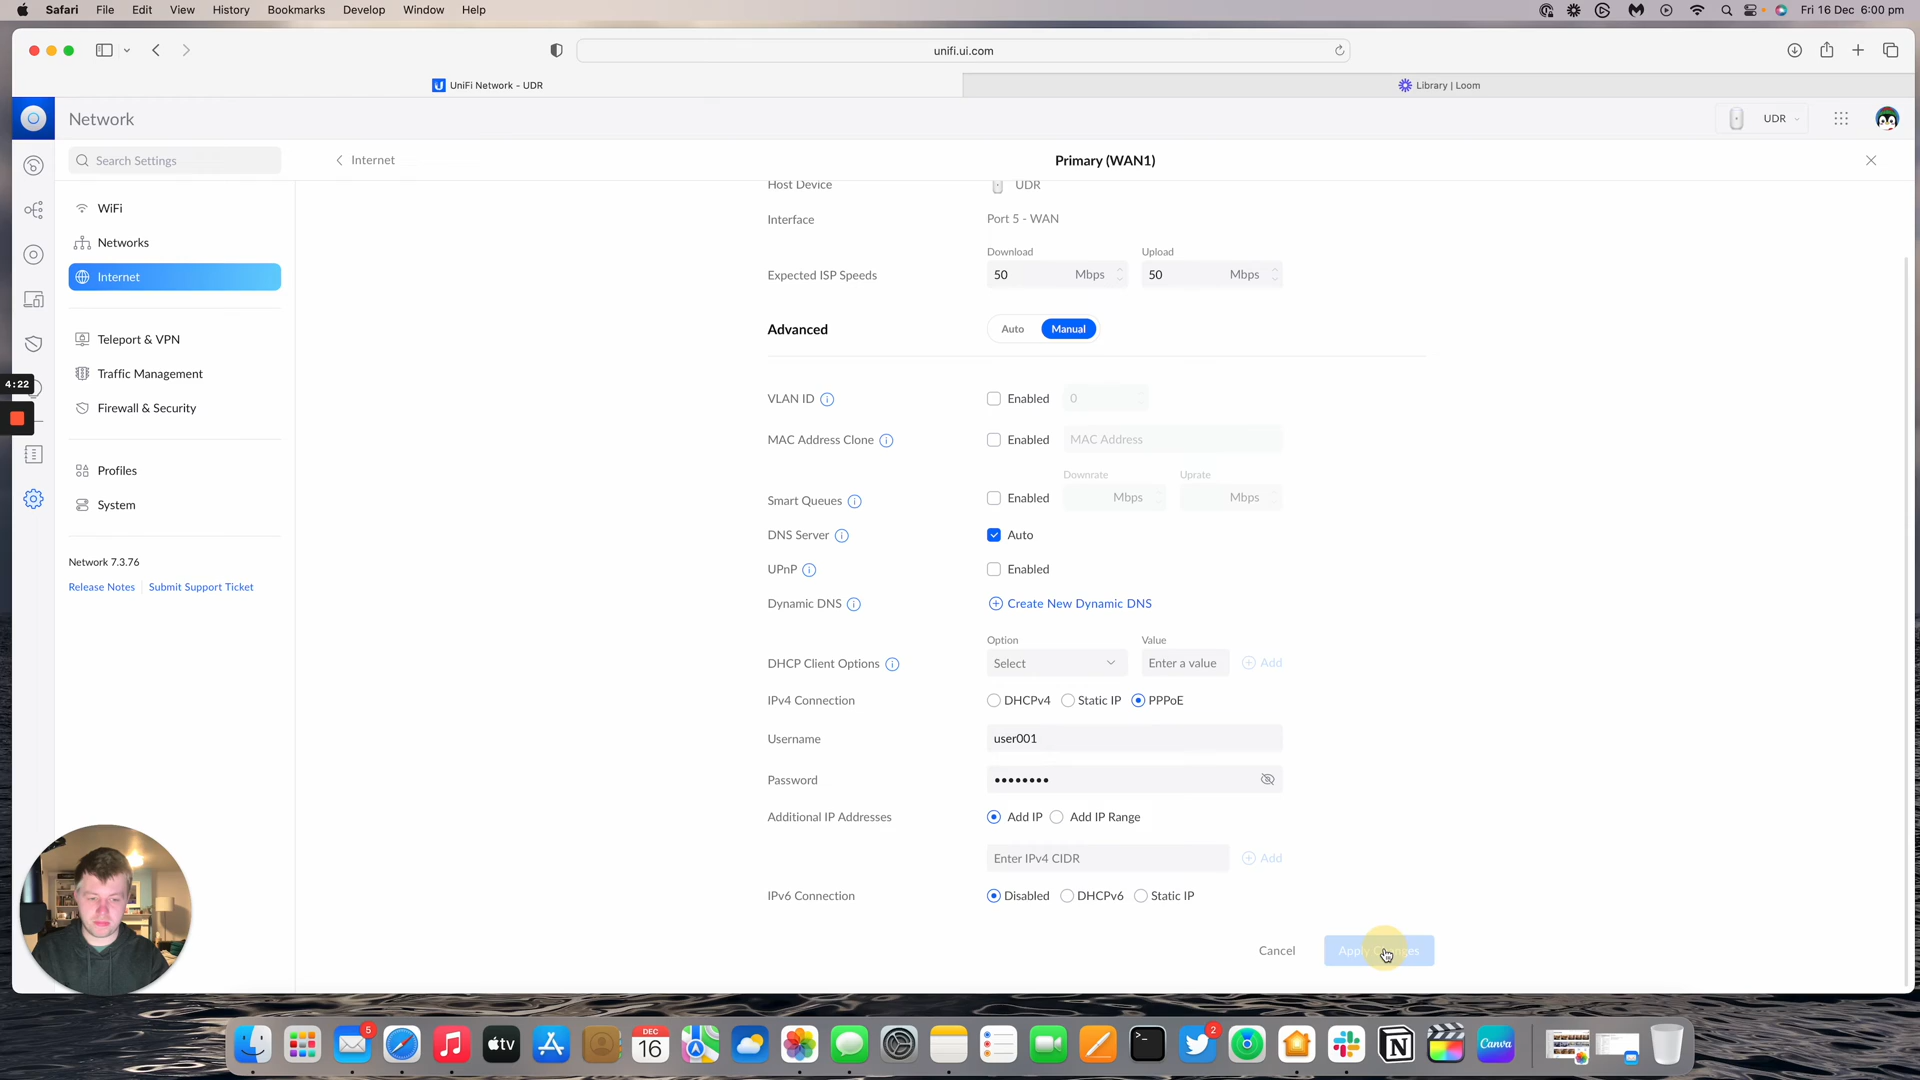 Safari File Edit View History Bookmarks Develop Window Help Fri 16 Dec 6:00 pm
unifi.ui.com
UniFi Network - UDR Library | Loom
Network UDR
Search Settings Internet Primary (WAN1)
WiFi
Networks
Internet
Teleport & VPN
Traffic Management
Firewall & Security
Profiles
System
Network 7.3.76
Release Notes Submit Support Ticket
4:22
Host Device UDR
Interface Port 5 - WAN
Download Upload
Expected ISP Speeds 50 Mbps 50 Mbps
Advanced Auto Manual
VLAN ID Enabled 0
MAC Address Clone Enabled MAC Address
Downrate Uprate
Smart Queues Enabled Mbps Mbps
DNS Server Auto
UPnP Enabled
Dynamic DNS Create New Dynamic DNS
Option Value
DHCP Client Options Select Enter a value Add
IPv4 Connection DHCPv4 Static IP PPPoE
Username user001
Password ••••••••
Additional IP Addresses Add IP Add IP Range
Enter IPv4 CIDR Add
IPv6 Connection Disabled DHCPv6 Static IP
Cancel Apply Changes
5 tv DEC 16 2 Canva